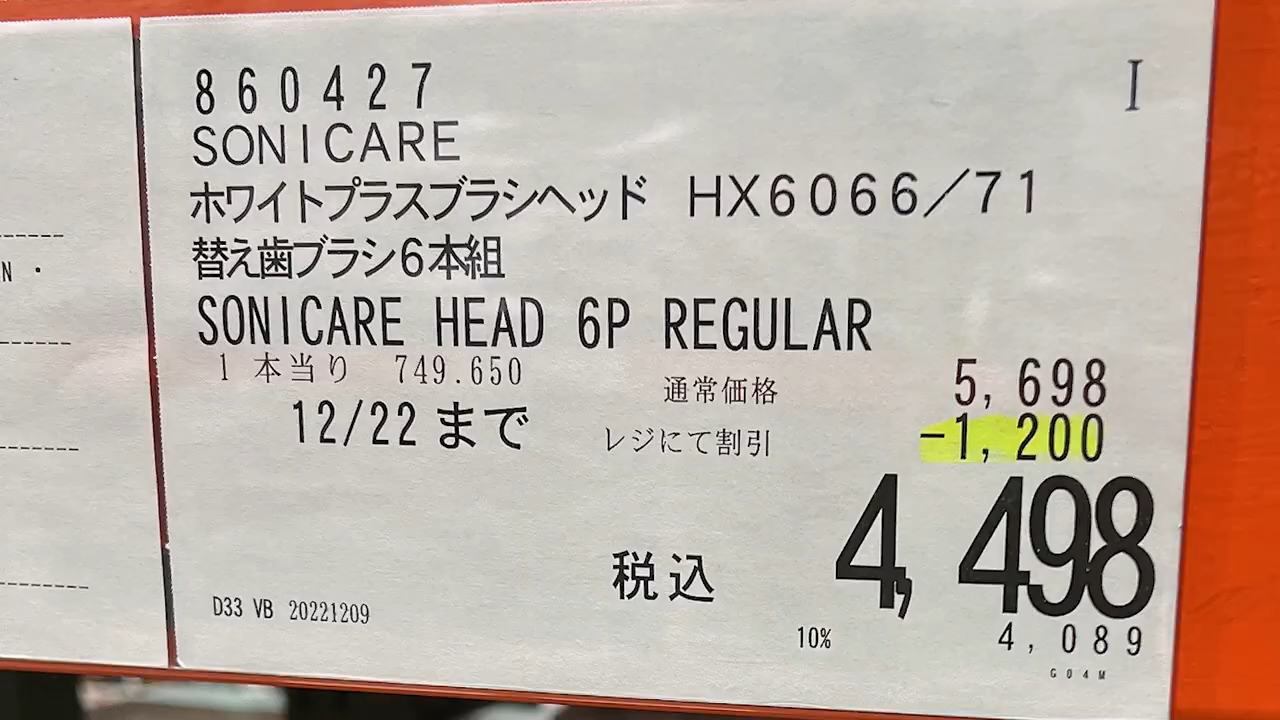 860427
I
SONICARE
ホワイトプラスブラシヘッド HX6066/71
替え歯ブラシ6本組
SONICARE HEAD 6P REGULAR
1 本当り 749.650
通常価格 5,698
12/22 まで
レジにて割引 -1,200
4,498
税込
D33 VB 20221209
10% 4,089
G04M
N ・